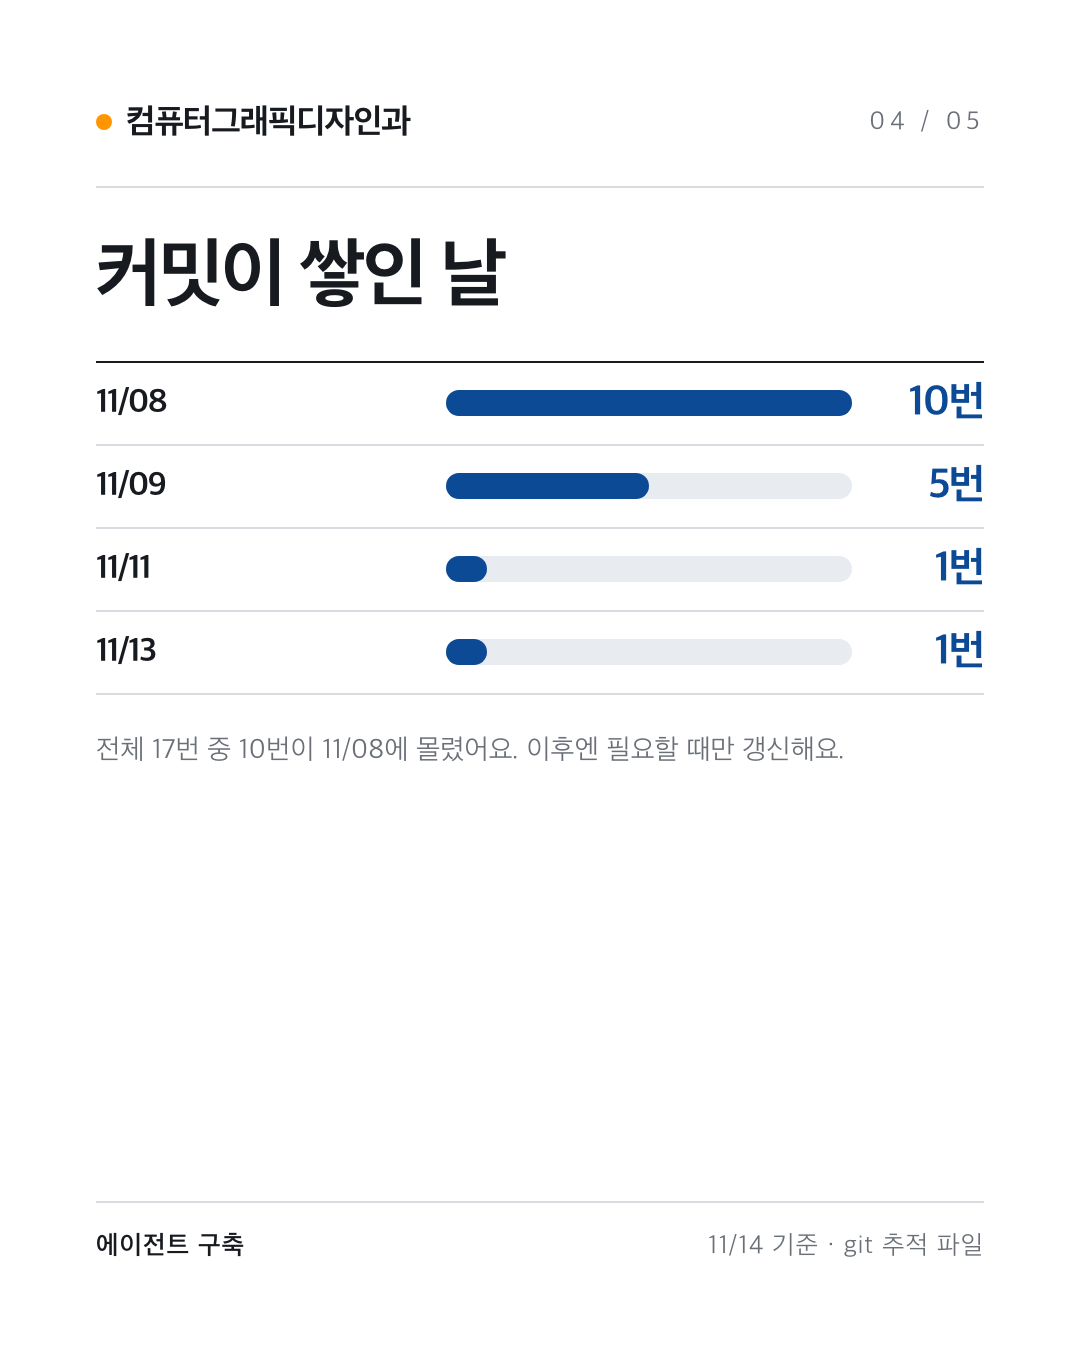 컴퓨터그래픽디자인과
04 / 05
커밋이 쌓인 날
11/08 10번
11/09 5번
11/11 1번
11/13 1번
전체 17번 중 10번이 11/08에 몰렸어요. 이후엔 필요할 때만 갱신해요.
에이전트 구축
11/14 기준 · git 추적 파일